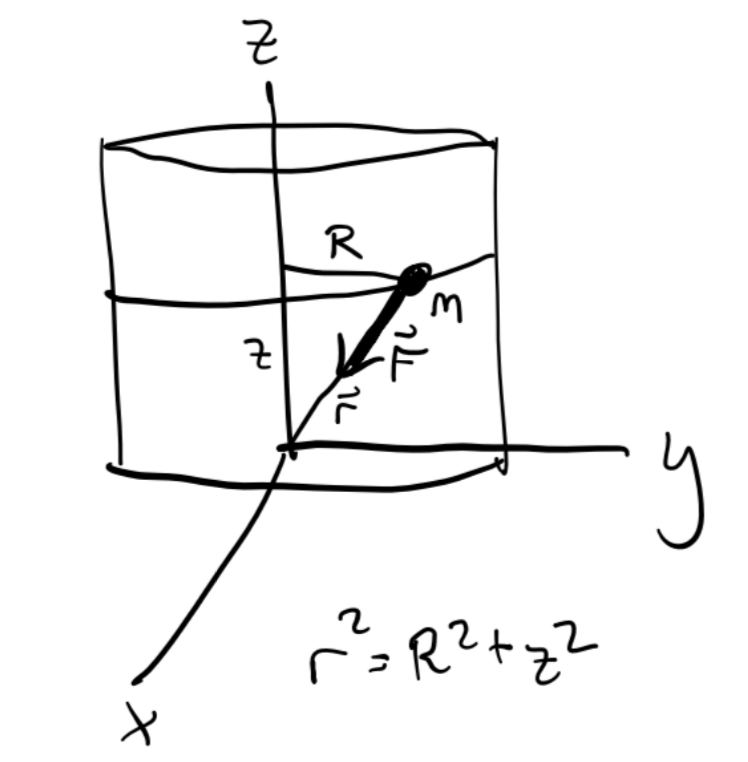 z
R
m
z
F⃗
r⃗
y
r² = R² + z²
x